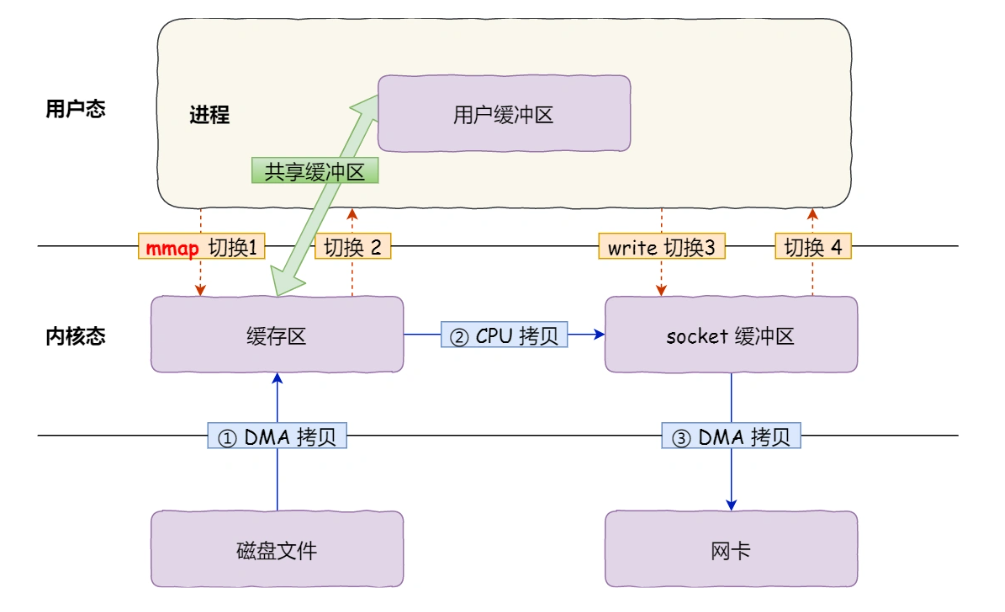 用户态
进程
用户缓冲区
共享缓冲区
mmap 切换1
切换 2
write 切换3
切换 4
内核态
缓存区
② CPU 拷贝
socket 缓冲区
① DMA 拷贝
③ DMA 拷贝
磁盘文件
网卡